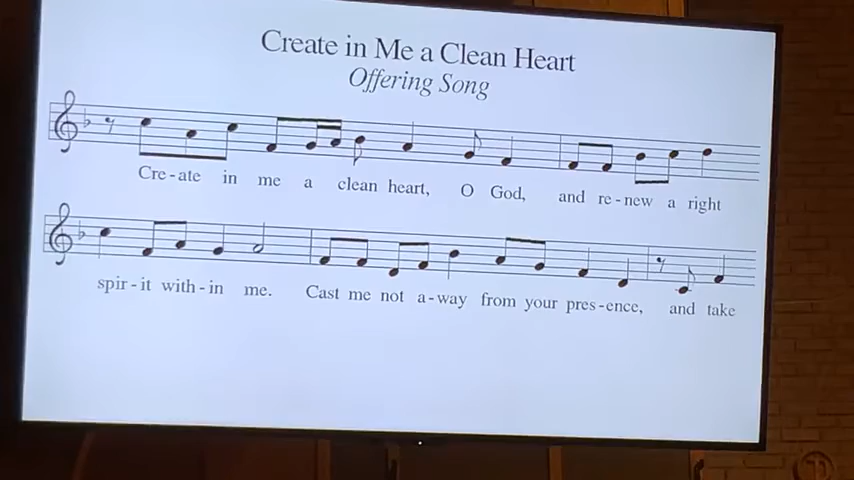 Create in Me a Clean Heart
Offering Song
Cre-ate in me a clean heart, O God, and re-new a right
spir-it with-in me. Cast me not a-way from your pres-ence, and take